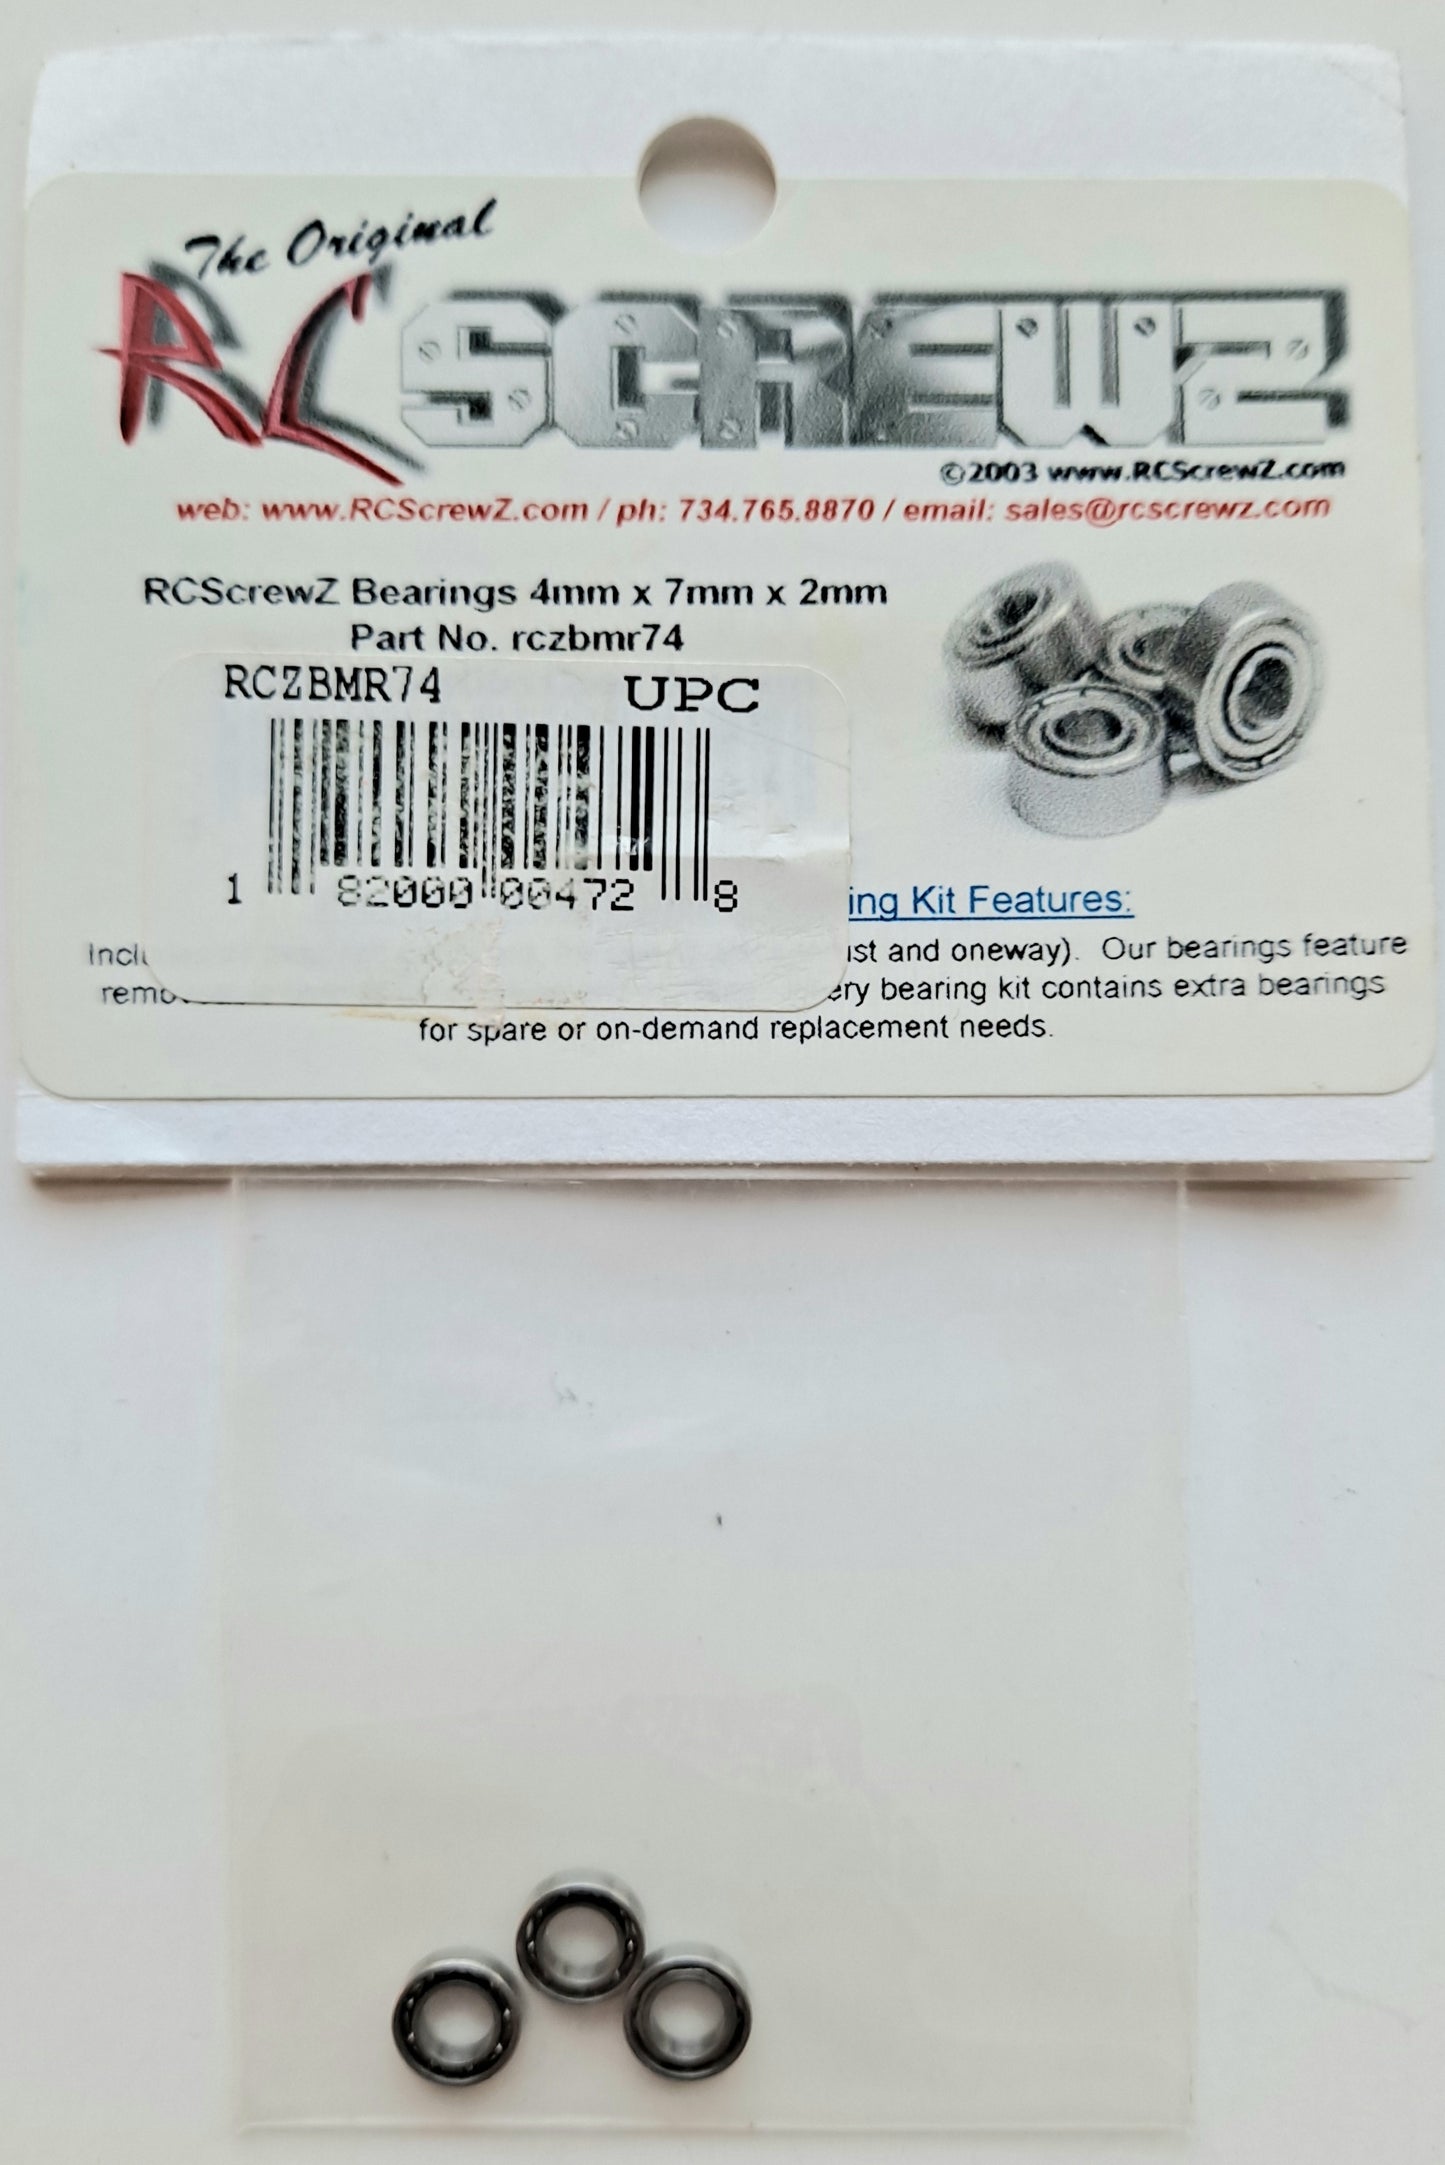 The Original
RC SCREWZ
©2003 www.RCScrewZ.com
web: www.RCScrewZ.com / ph: 734.765.8870 / email: sales@rcscrewz.com
RCScrewZ Bearings 4mm x 7mm x 2mm
Part No. rczbmr74
RCZBMR74 UPC
1 82000 00472 8
ing Kit Features:
and oneway). Our bearings feature
bearing kit contains extra bearings
for spare or on-demand replacement needs.